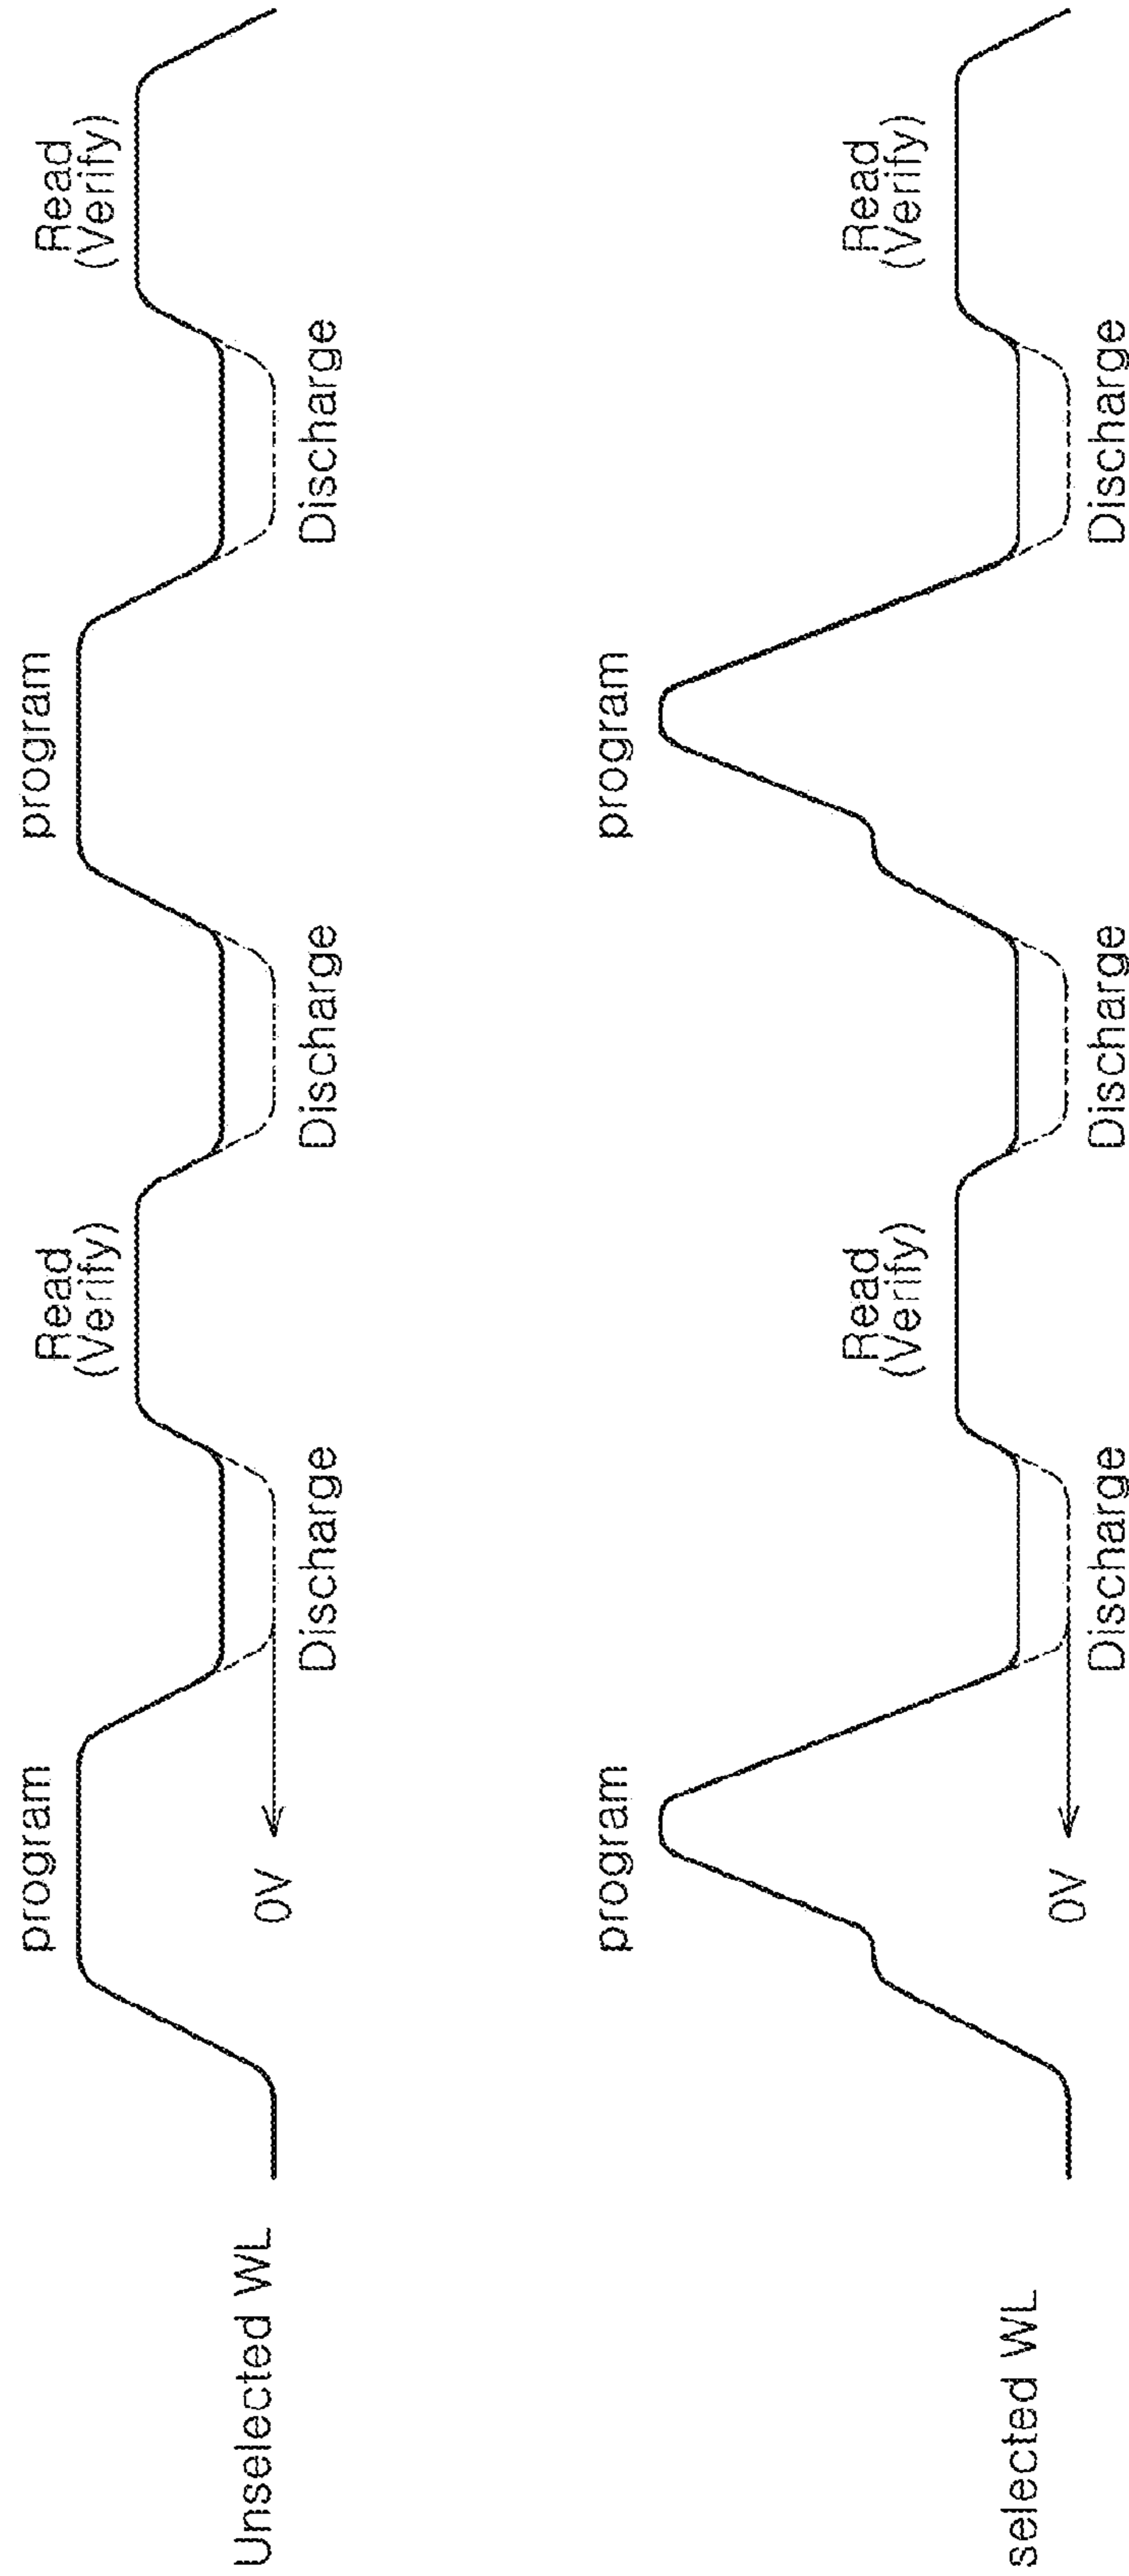 program
Read
(Verify)
program
Read
(Verify)
Unselected WL
0V
Discharge
Discharge
Discharge
program
program
Read
(Verify)
Read
(Verify)
selected WL
0V
Discharge
Discharge
Discharge